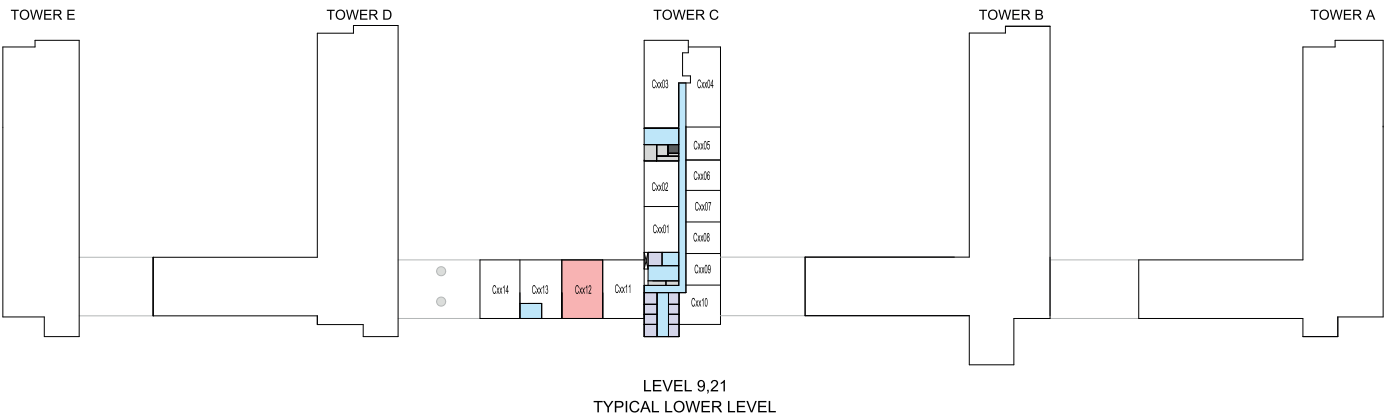 TOWER E
TOWER D
TOWER C
TOWER B
TOWER A
Cxx03
Cxx04
Cxx05
Cxx06
Cxx02
Cxx07
Cxx01
Cxx08
Cxx09
Cxx14
Cxx13
Cxx12
Cxx11
Cxx10
LEVEL 9,21
TYPICAL LOWER LEVEL